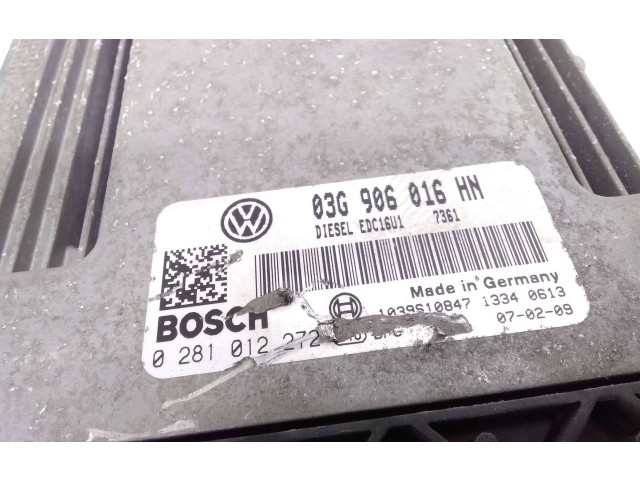 03G 906 016 HN
DIESEL EDC16U1 7361
Made in Germany
BOSCH
1039S10847 1334 0613
0 281 012 272
07-02-09